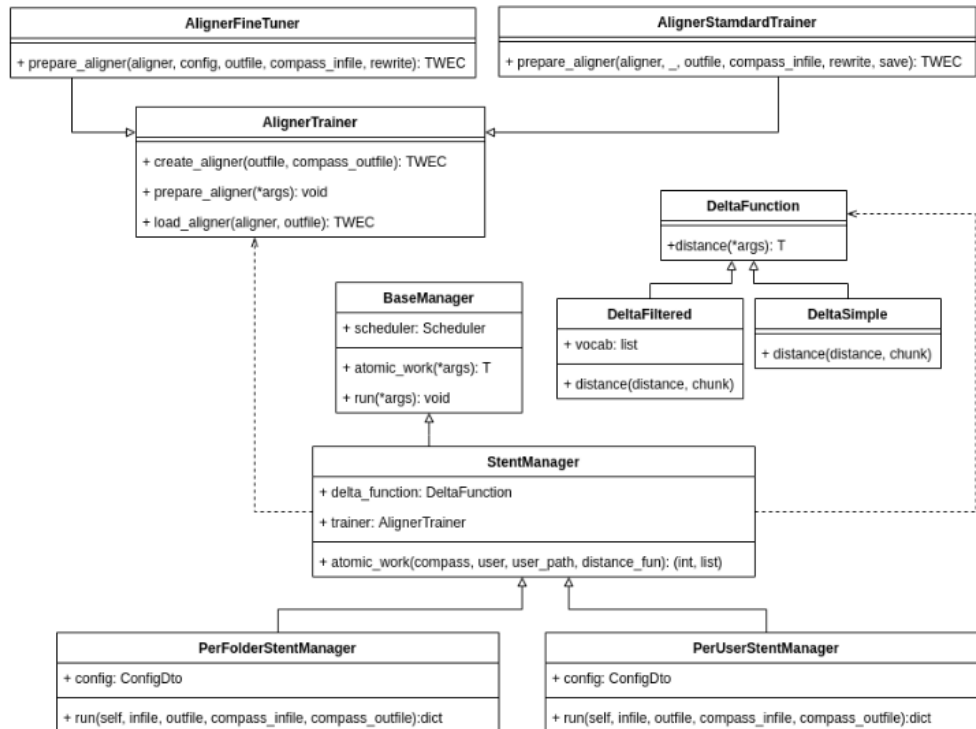 AlignerFineTuner
+ prepare_aligner(aligner, config, outfile, compass_infile, rewrite): TWEC
AlignerStamdardTrainer
+ prepare_aligner(aligner, _, outfile, compass_infile, rewrite, save): TWEC
AlignerTrainer
+ create_aligner(outfile, compass_outfile): TWEC
+ prepare_aligner(*args): void
+ load_aligner(aligner, outfile): TWEC
DeltaFunction
+distance(*args): T
BaseManager
+ scheduler: Scheduler
+ atomic_work(*args): T
+ run(*args): void
DeltaFiltered
+ vocab: list
+ distance(distance, chunk)
DeltaSimple
+ distance(distance, chunk)
StentManager
+ delta_function: DeltaFunction
+ trainer: AlignerTrainer
+ atomic_work(compass, user, user_path, distance_fun): (int, list)
PerFolderStentManager
+ config: ConfigDto
+ run(self, infile, outfile, compass_infile, compass_outfile):dict
PerUserStentManager
+ config: ConfigDto
+ run(self, infile, outfile, compass_infile, compass_outfile):dict